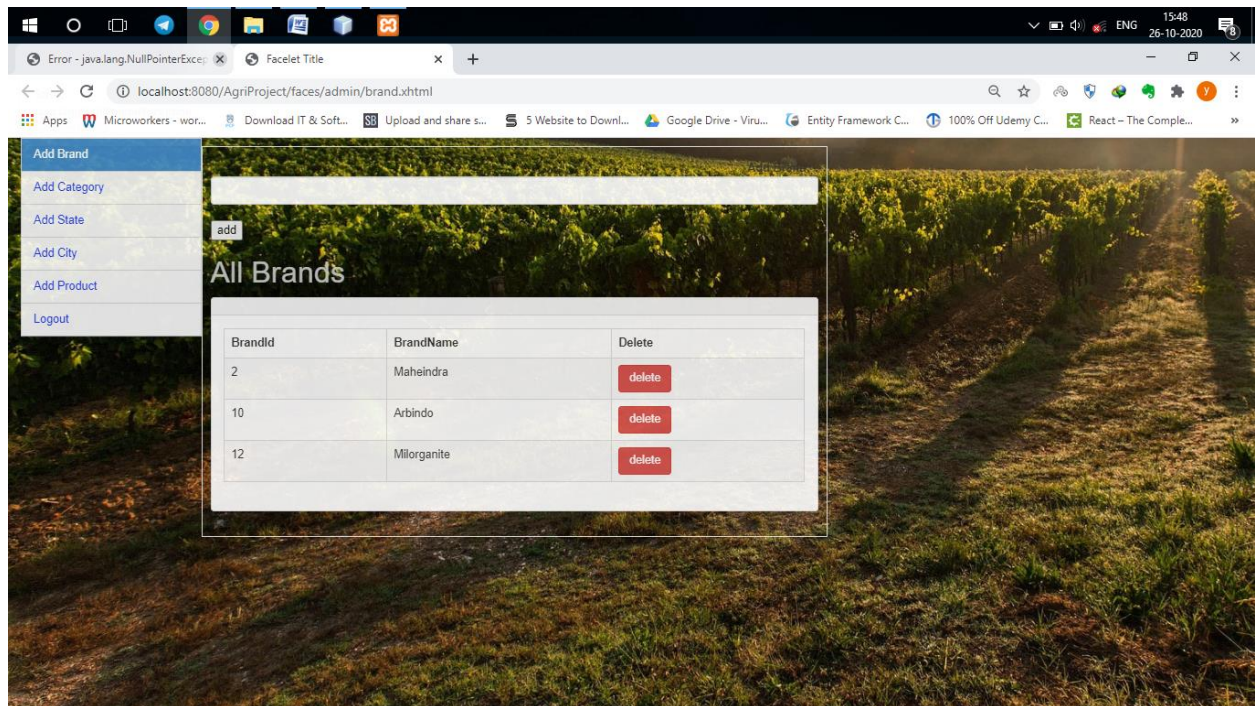 ENG
15:48
26-10-2020
8
Error - java.lang.NullPointerExcep
Facelet Title
localhost:8080/AgriProject/faces/admin/brand.xhtml
Y
Apps
Microworkers - wor...
Download IT & Soft...
SB Upload and share s...
5 Website to Downl...
Google Drive - Viru...
Entity Framework C...
100% Off Udemy C...
React – The Comple...
Add Brand
Add Category
Add State
Add City
Add Product
Logout
add
All Brands
BrandId BrandName Delete
2 Maheindra delete
10 Arbindo delete
12 Milorganite delete